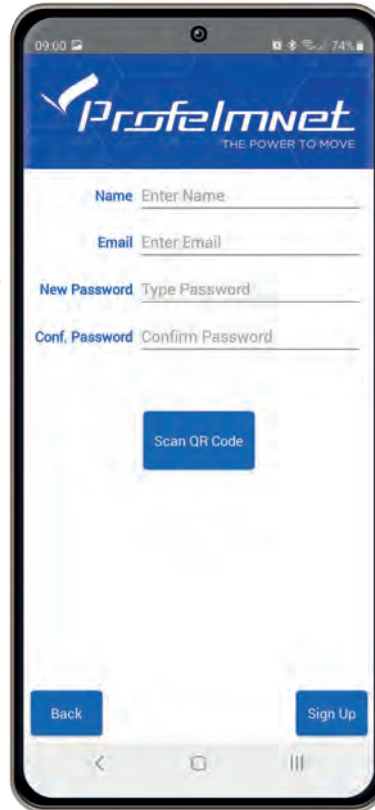 09:00 74%
Profelmnet
THE POWER TO MOVE
Name Enter Name
Email Enter Email
New Password Type Password
Conf. Password Confirm Password
Scan QR Code
Back Sign Up